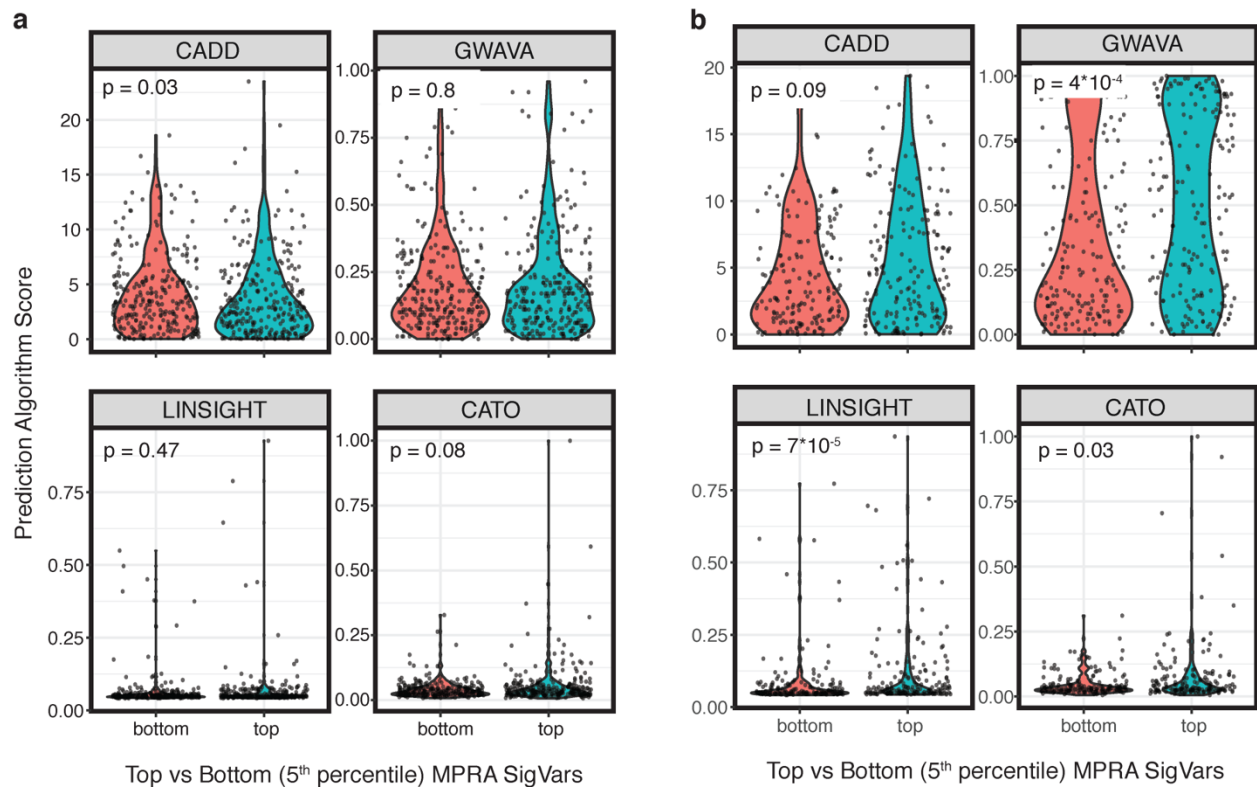 a
CADD
GWAVA
p = 0.03
p = 0.8
20
15
10
5
0
1.00
0.75
0.50
0.25
0.00
bottom
top
bottom
top
LINSIGHT
CATO
p = 0.47
p = 0.08
0.75
0.50
0.25
0.00
1.00
0.75
0.50
0.25
0.00
bottom
top
bottom
top
Prediction Algorithm Score
Top vs Bottom (5th percentile) MPRA SigVars
b
CADD
GWAVA
p = 0.09
p = 4*10-4
20
15
10
5
0
1.00
0.75
0.50
0.25
0.00
LINSIGHT
CATO
p = 7*10-5
p = 0.03
0.75
0.50
0.25
0.00
1.00
0.75
0.50
0.25
0.00
bottom
top
bottom
top
Top vs Bottom (5th percentile) MPRA SigVars